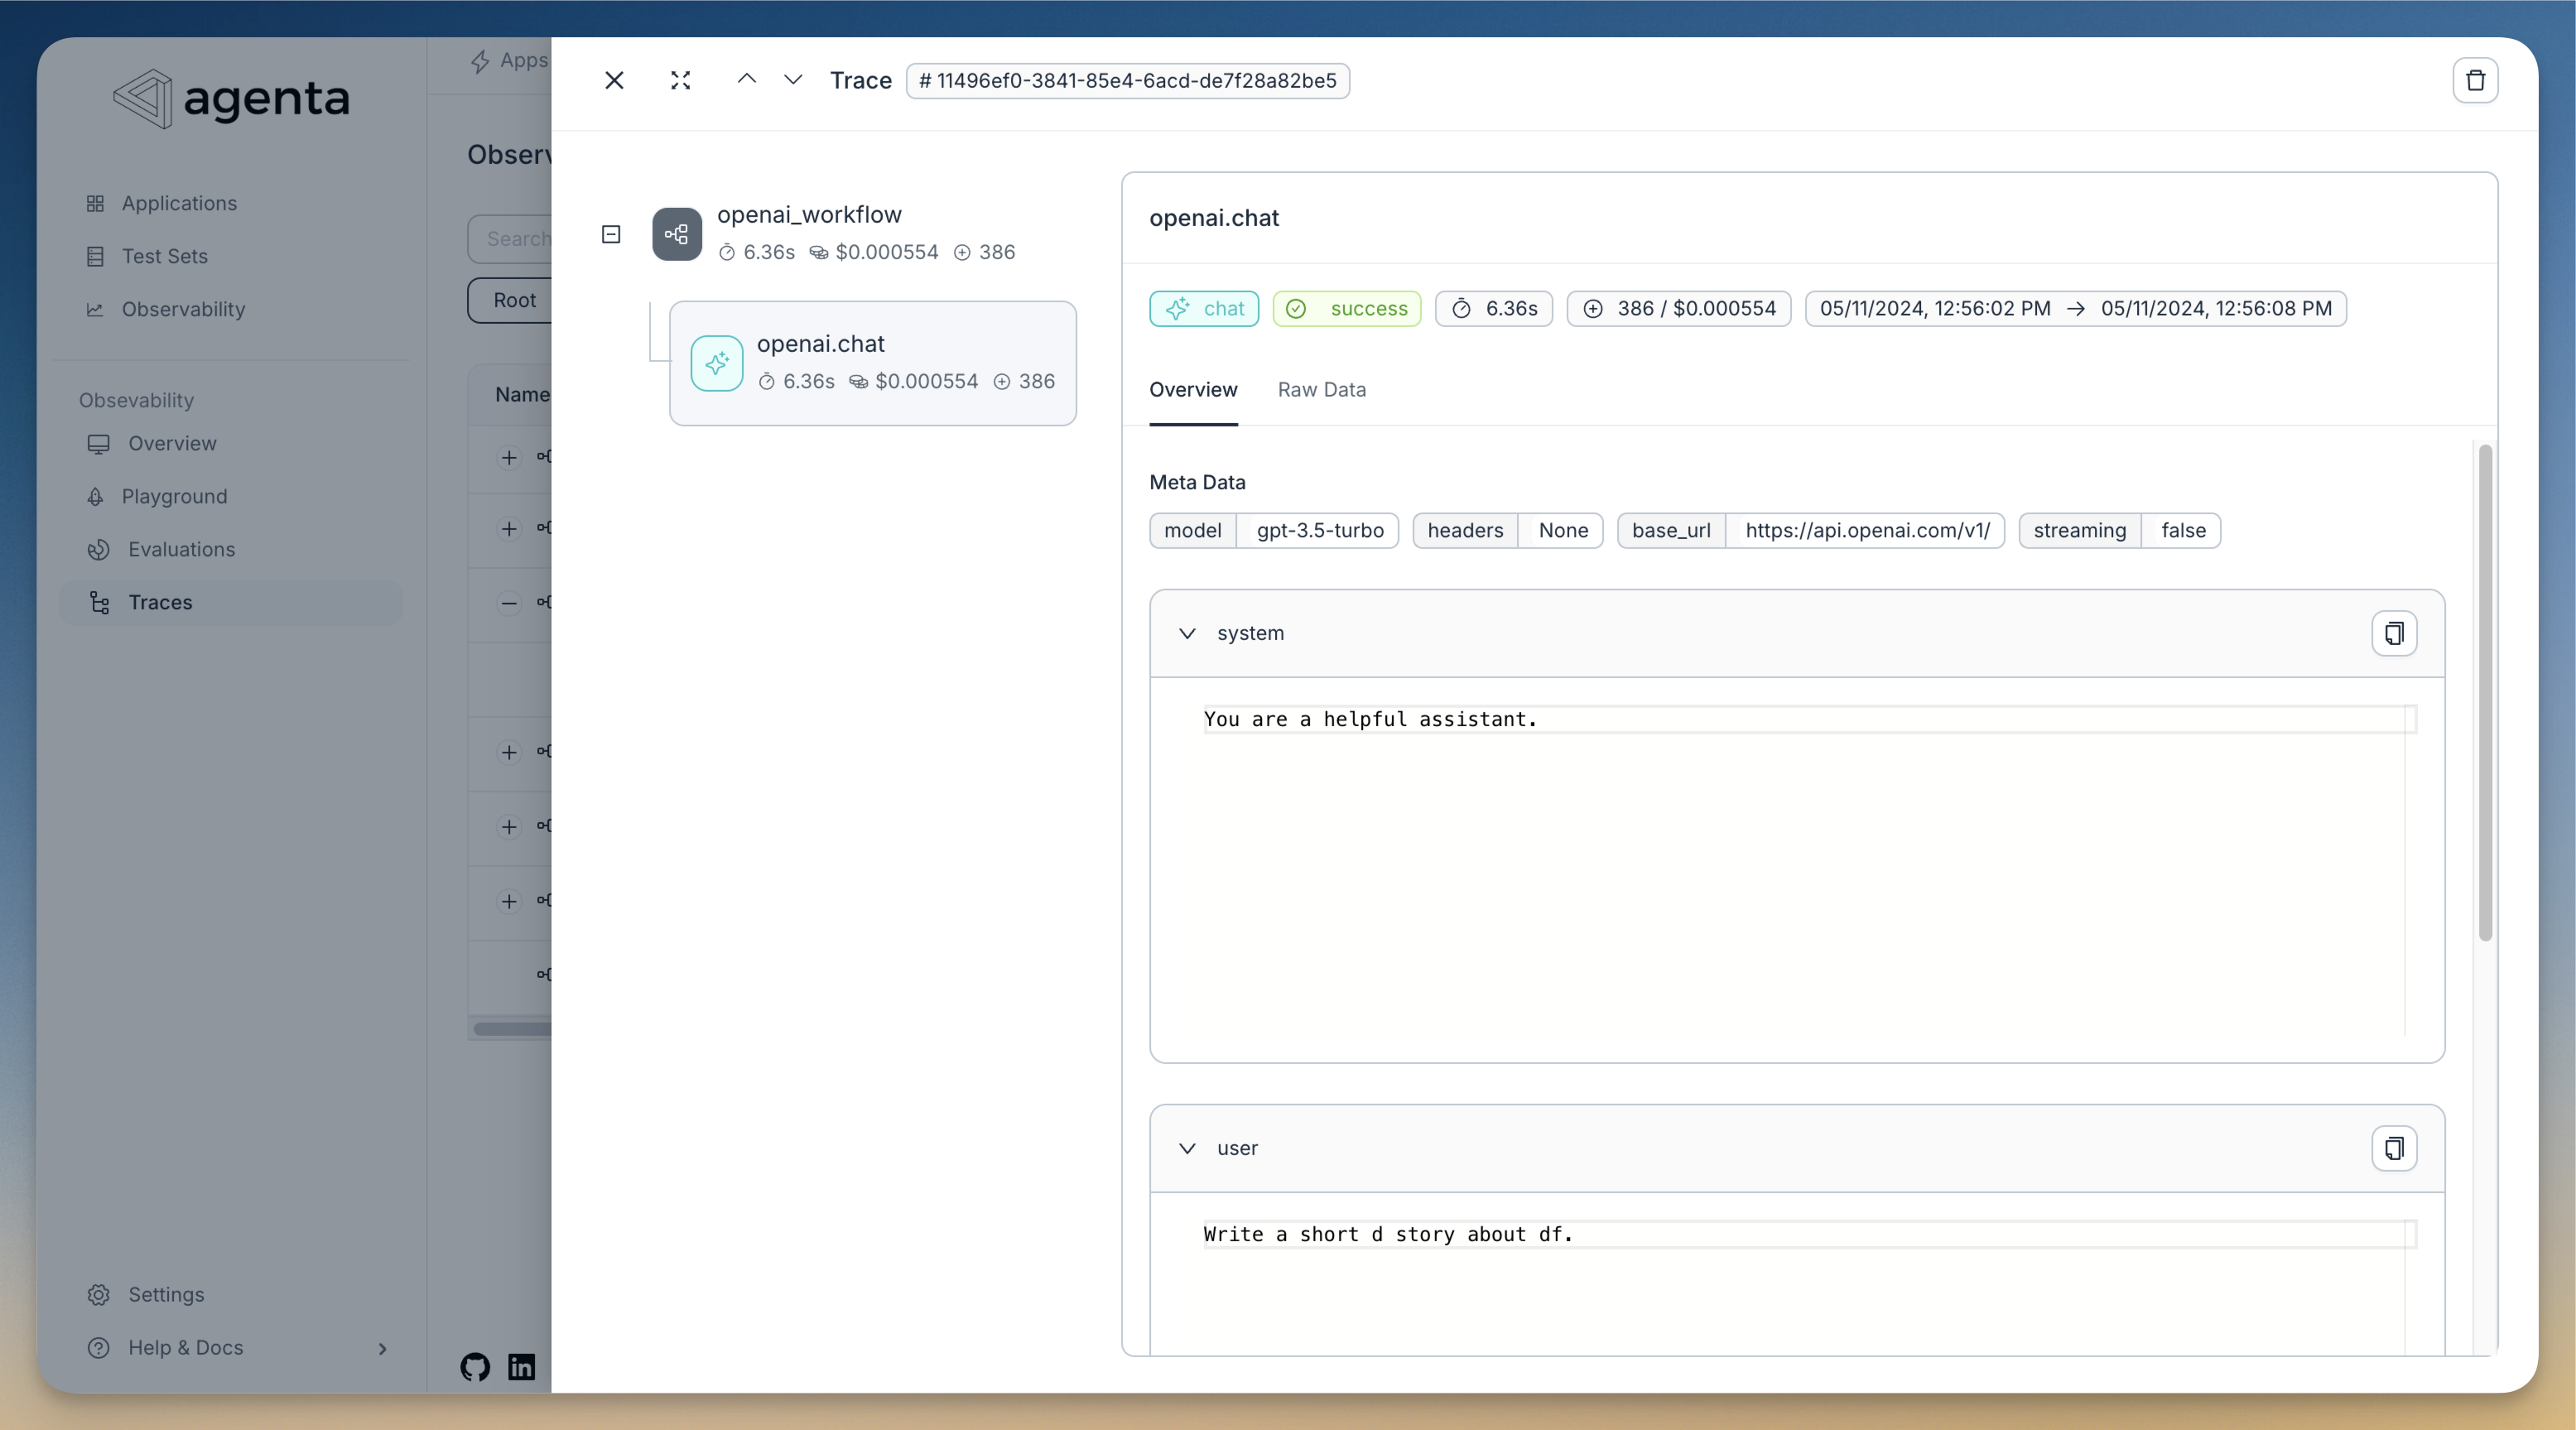 agenta
Applications
Test Sets
Observability
Obsevability
Overview
Playground
Evaluations
Traces
Settings
Help & Docs
Apps
Observ
Search
Root
Name
Trace # 11496ef0-3841-85e4-6acd-de7f28a82be5
openai_workflow
6.36s $0.000554 386
openai.chat
6.36s $0.000554 386
openai.chat
chat success 6.36s 386 / $0.000554 05/11/2024, 12:56:02 PM → 05/11/2024, 12:56:08 PM
Overview Raw Data
Meta Data
model gpt-3.5-turbo headers None base_url https://api.openai.com/v1/ streaming false
system
You are a helpful assistant.
user
Write a short d story about df.